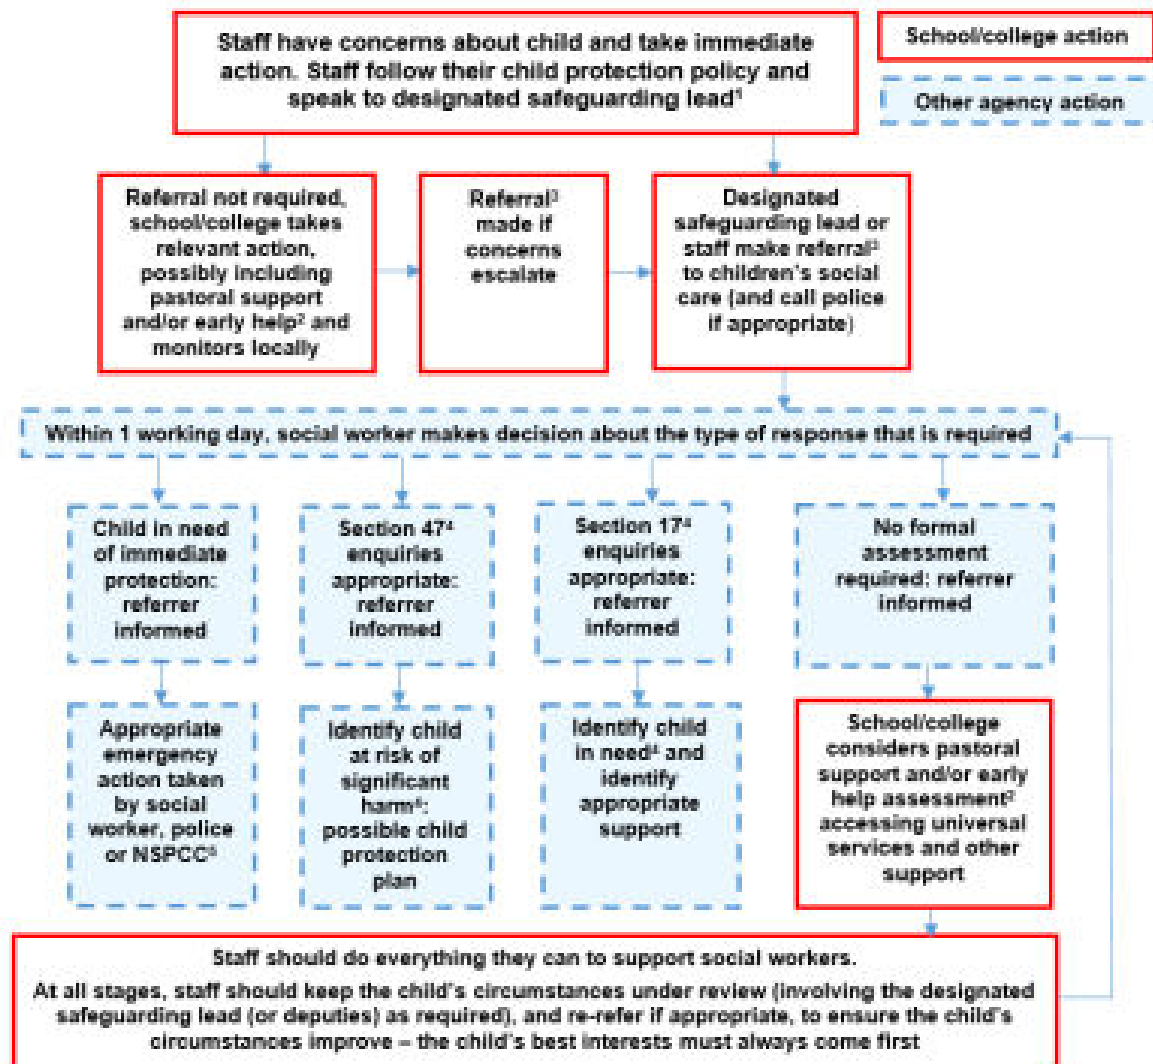 Staff have concerns about child and take immediate
action. Staff follow their child protection policy and
speak to designated safeguarding lead¹
School/college action
Other agency action
Referral not required,
school/college takes
relevant action,
possibly including
pastoral support
and/or early help² and
monitors locally
Referral³
made if
concerns
escalate
Designated
safeguarding lead or
staff make referral³
to children's social
care (and call police
if appropriate)
Within 1 working day, social worker makes decision about the type of response that is required
Child in need
of immediate
protection:
referrer
informed
Section 47⁴
enquiries
appropriate:
referrer
informed
Section 17⁴
enquiries
appropriate:
referrer
informed
No formal
assessment
required: referrer
informed
Appropriate
emergency
action taken
by social
worker, police
or NSPCC⁵
Identify child
at risk of
significant
harm⁴:
possible child
protection
plan
Identify child
in need⁴ and
identify
appropriate
support
School/college
considers pastoral
support and/or early
help assessment²
accessing universal
services and other
support
Staff should do everything they can to support social workers.
At all stages, staff should keep the child's circumstances under review (involving the designated
safeguarding lead (or deputies) as required), and re-refer if appropriate, to ensure the child's
circumstances improve – the child's best interests must always come first